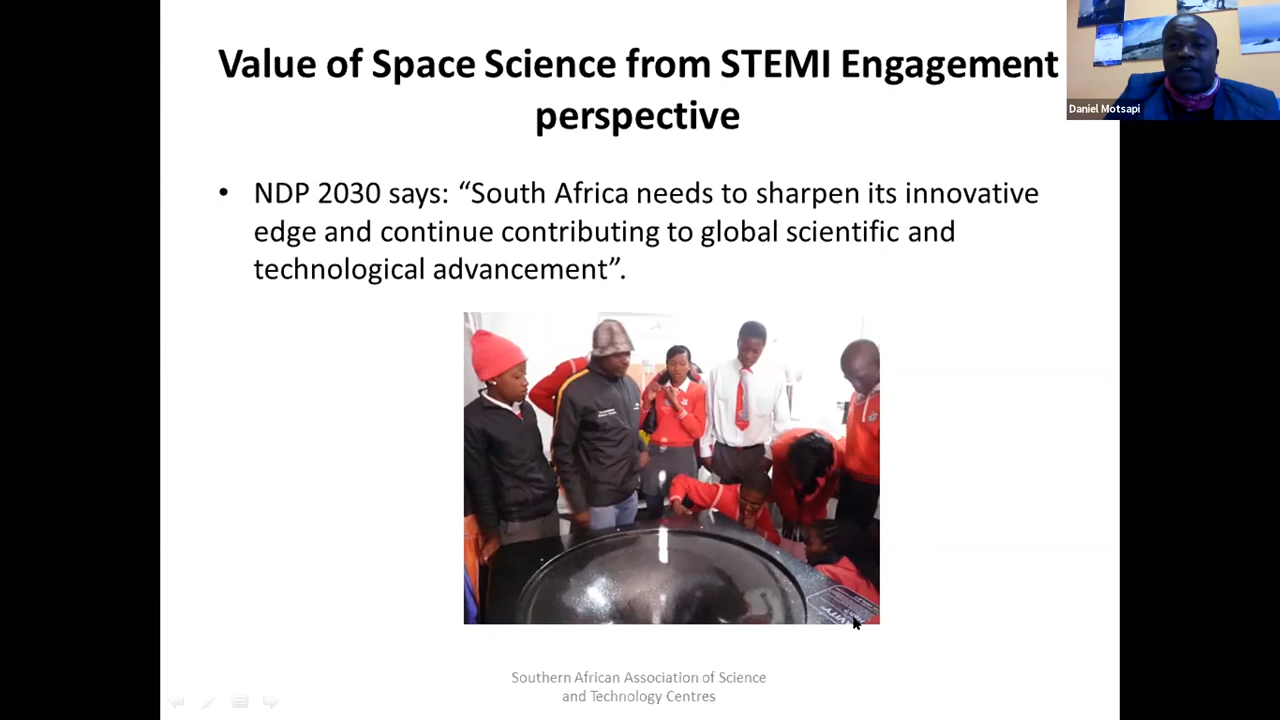 Value of Space Science from STEMI Engagement
perspective
Daniel Motsapi
• NDP 2030 says: “South Africa needs to sharpen its innovative
edge and continue contributing to global scientific and
technological advancement”.
Southern African Association of Science
and Technology Centres